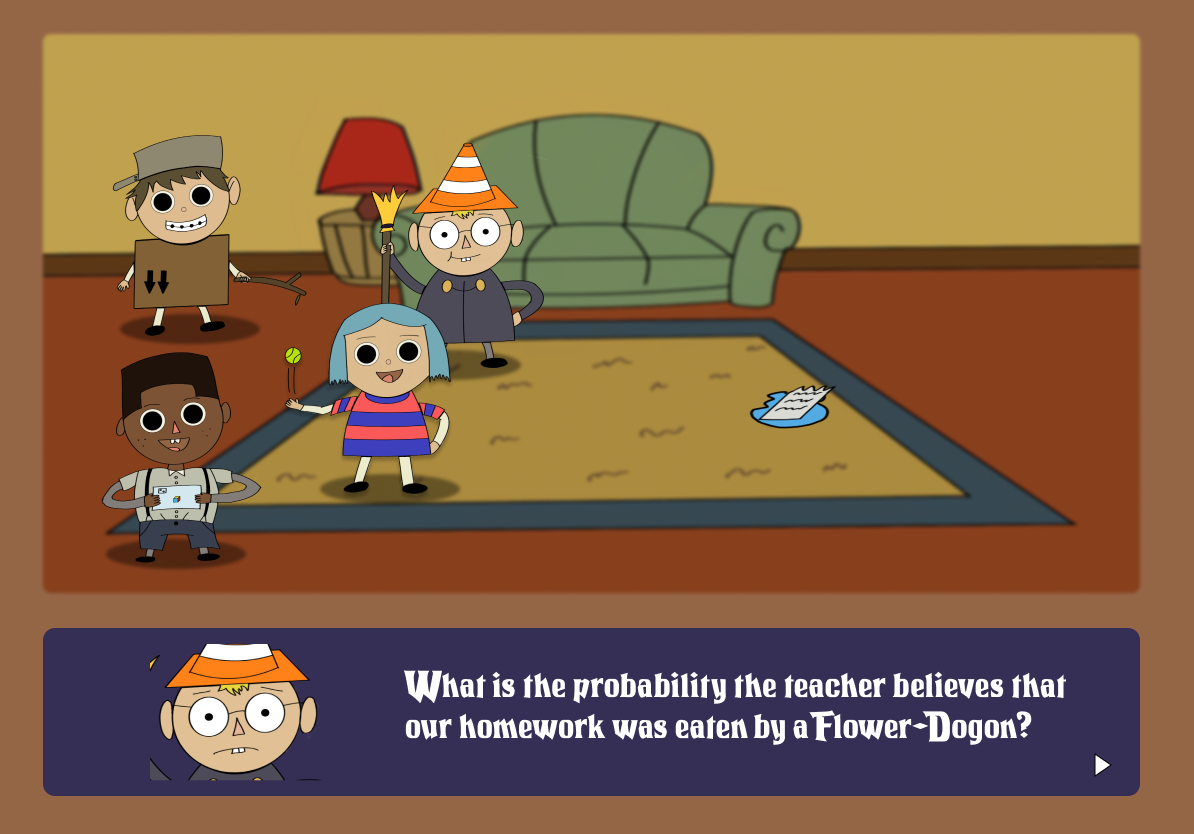 What is the probability the teacher believes that
our homework was eaten by a Flower-Dogon?